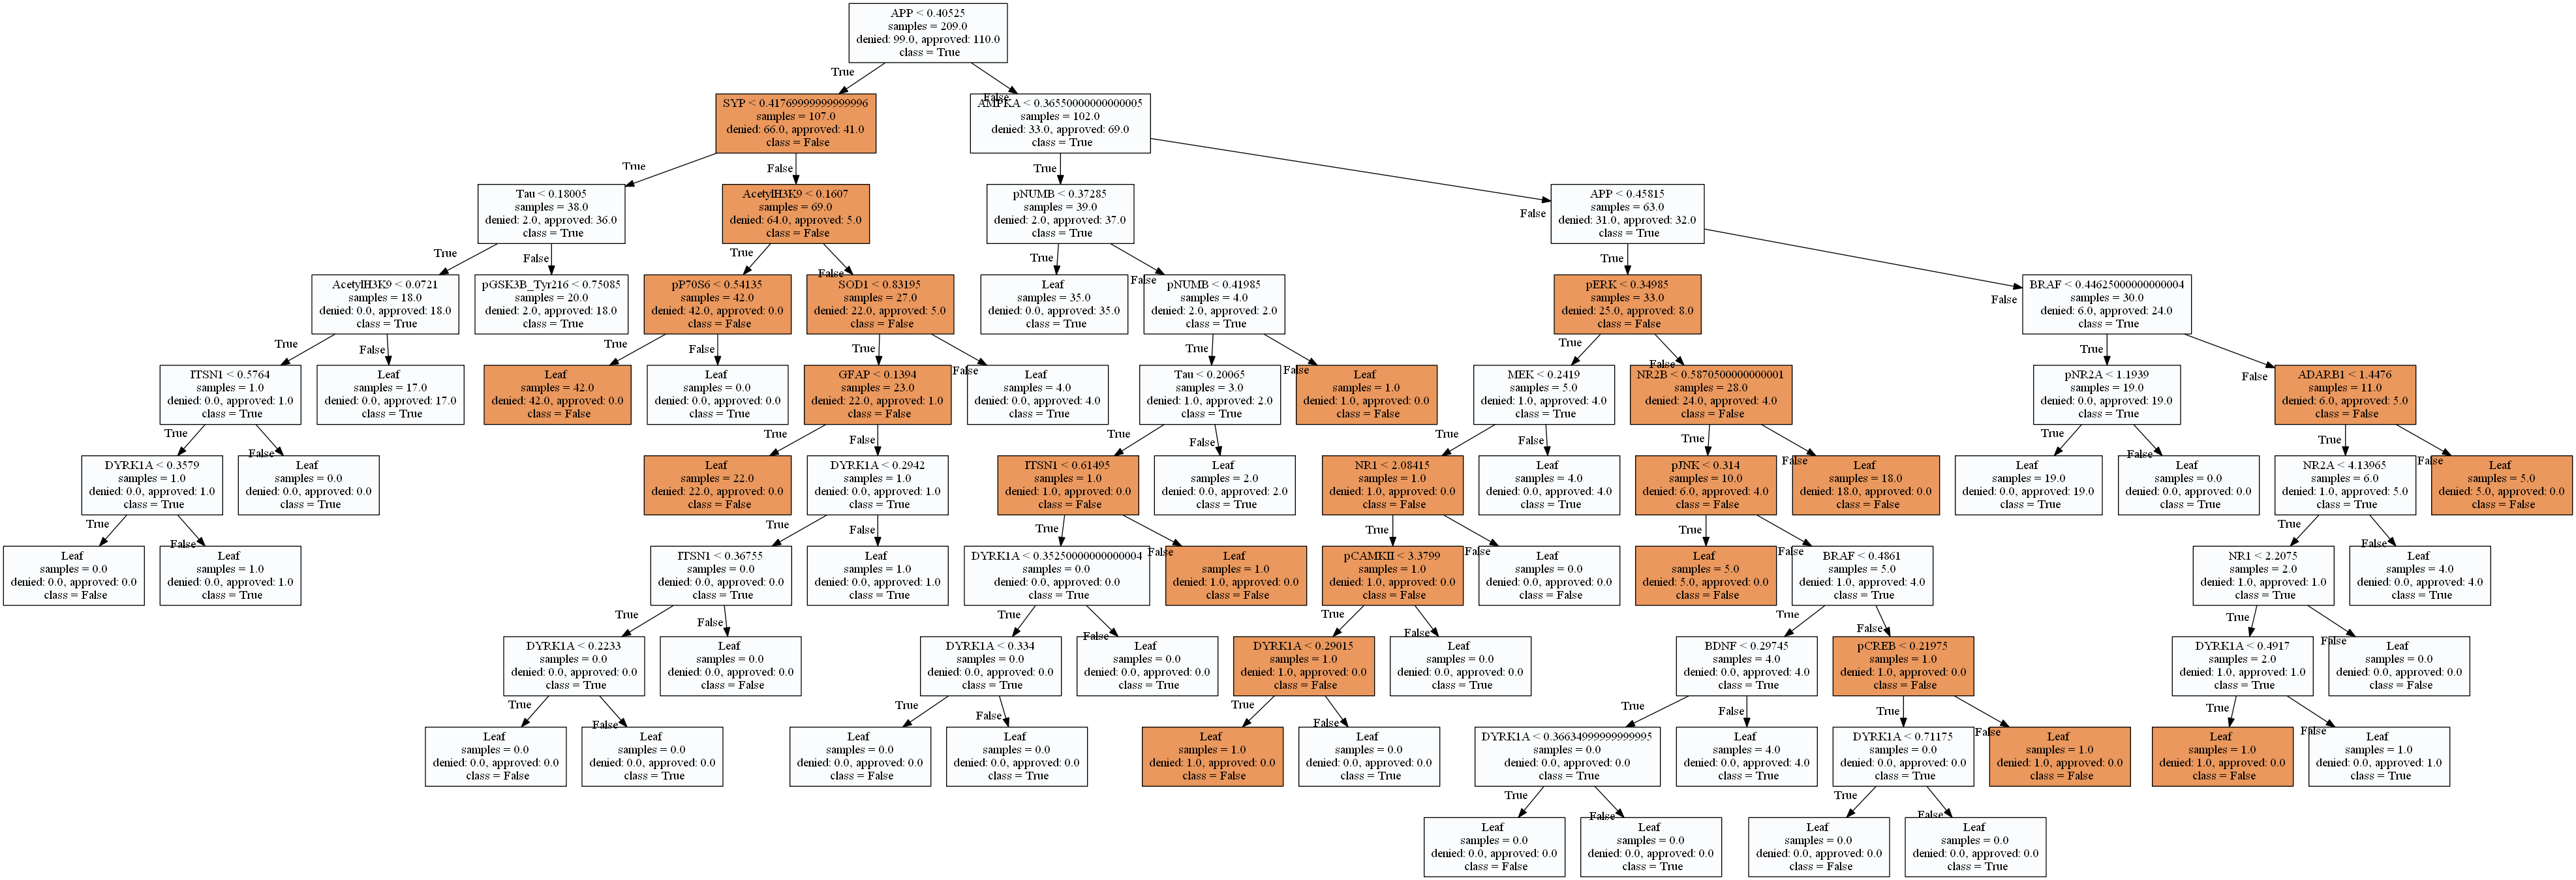 APP < 0.40525
samples = 209.0
denied: 99.0, approved: 110.0
class = True
True
False
SYP < 0.41769999999999996
samples = 107.0
denied: 66.0, approved: 41.0
class = False
AMPKA < 0.36550000000000005
samples = 102.0
denied: 33.0, approved: 69.0
class = True
True
False
True
False
Tau < 0.18005
samples = 38.0
denied: 2.0, approved: 36.0
class = True
AcetylH3K9 < 0.1607
samples = 69.0
denied: 64.0, approved: 5.0
class = False
pNUMB < 0.37285
samples = 39.0
denied: 2.0, approved: 37.0
class = True
APP < 0.45815
samples = 63.0
denied: 31.0, approved: 32.0
class = True
True
False
True
False
True
False
True
False
AcetylH3K9 < 0.0721
samples = 18.0
denied: 0.0, approved: 18.0
class = True
pGSK3B_Tyr216 < 0.75085
samples = 20.0
denied: 2.0, approved: 18.0
class = True
pP70S6 < 0.54135
samples = 42.0
denied: 42.0, approved: 0.0
class = False
SOD1 < 0.83195
samples = 27.0
denied: 22.0, approved: 5.0
class = False
Leaf
samples = 35.0
denied: 0.0, approved: 35.0
class = True
pNUMB < 0.41985
samples = 4.0
denied: 2.0, approved: 2.0
class = True
pERK < 0.34985
samples = 33.0
denied: 25.0, approved: 8.0
class = False
BRAF < 0.44625000000000004
samples = 30.0
denied: 6.0, approved: 24.0
class = True
True
False
True
False
True
False
True
False
True
False
True
False
ITSN1 < 0.5764
samples = 1.0
denied: 0.0, approved: 1.0
class = True
Leaf
samples = 17.0
denied: 0.0, approved: 17.0
class = True
Leaf
samples = 42.0
denied: 42.0, approved: 0.0
class = False
Leaf
samples = 0.0
denied: 0.0, approved: 0.0
class = True
GFAP < 0.1394
samples = 23.0
denied: 22.0, approved: 1.0
class = False
Leaf
samples = 4.0
denied: 0.0, approved: 4.0
class = True
Tau < 0.20065
samples = 3.0
denied: 1.0, approved: 2.0
class = True
Leaf
samples = 1.0
denied: 1.0, approved: 0.0
class = False
MEK < 0.2419
samples = 5.0
denied: 1.0, approved: 4.0
class = True
NR2B < 0.5870500000000001
samples = 28.0
denied: 24.0, approved: 4.0
class = False
pNR2A < 1.1939
samples = 19.0
denied: 0.0, approved: 19.0
class = True
ADARB1 < 1.4476
samples = 11.0
denied: 6.0, approved: 5.0
class = False
True
False
True
False
True
False
True
False
True
False
True
False
True
False
DYRK1A < 0.3579
samples = 1.0
denied: 0.0, approved: 1.0
class = True
Leaf
samples = 0.0
denied: 0.0, approved: 0.0
class = True
Leaf
samples = 22.0
denied: 22.0, approved: 0.0
class = False
DYRK1A < 0.2942
samples = 1.0
denied: 0.0, approved: 1.0
class = True
ITSN1 < 0.61495
samples = 1.0
denied: 1.0, approved: 0.0
class = False
Leaf
samples = 2.0
denied: 0.0, approved: 2.0
class = True
NR1 < 2.08415
samples = 1.0
denied: 1.0, approved: 0.0
class = False
Leaf
samples = 4.0
denied: 0.0, approved: 4.0
class = True
pJNK < 0.314
samples = 10.0
denied: 6.0, approved: 4.0
class = False
Leaf
samples = 18.0
denied: 18.0, approved: 0.0
class = False
Leaf
samples = 19.0
denied: 0.0, approved: 19.0
class = True
Leaf
samples = 0.0
denied: 0.0, approved: 0.0
class = True
NR2A < 4.13965
samples = 6.0
denied: 1.0, approved: 5.0
class = True
Leaf
samples = 5.0
denied: 5.0, approved: 0.0
class = False
True
False
True
False
True
False
True
False
True
False
True
False
Leaf
samples = 0.0
denied: 0.0, approved: 0.0
class = False
Leaf
samples = 1.0
denied: 0.0, approved: 1.0
class = True
ITSN1 < 0.36755
samples = 0.0
denied: 0.0, approved: 0.0
class = True
Leaf
samples = 1.0
denied: 0.0, approved: 1.0
class = True
DYRK1A < 0.35250000000000004
samples = 0.0
denied: 0.0, approved: 0.0
class = True
Leaf
samples = 1.0
denied: 1.0, approved: 0.0
class = False
pCAMKII < 3.3799
samples = 1.0
denied: 1.0, approved: 0.0
class = False
Leaf
samples = 0.0
denied: 0.0, approved: 0.0
class = False
Leaf
samples = 5.0
denied: 5.0, approved: 0.0
class = False
BRAF < 0.4861
samples = 5.0
denied: 1.0, approved: 4.0
class = True
NR1 < 2.2075
samples = 2.0
denied: 1.0, approved: 1.0
class = True
Leaf
samples = 4.0
denied: 0.0, approved: 4.0
class = True
True
False
True
False
True
False
True
False
True
False
DYRK1A < 0.2233
samples = 0.0
denied: 0.0, approved: 0.0
class = True
Leaf
samples = 0.0
denied: 0.0, approved: 0.0
class = False
DYRK1A < 0.334
samples = 0.0
denied: 0.0, approved: 0.0
class = True
Leaf
samples = 0.0
denied: 0.0, approved: 0.0
class = True
DYRK1A < 0.29015
samples = 1.0
denied: 1.0, approved: 0.0
class = False
Leaf
samples = 0.0
denied: 0.0, approved: 0.0
class = True
BDNF < 0.29745
samples = 4.0
denied: 0.0, approved: 4.0
class = True
pCREB < 0.21975
samples = 1.0
denied: 1.0, approved: 0.0
class = False
DYRK1A < 0.4917
samples = 2.0
denied: 1.0, approved: 1.0
class = True
Leaf
samples = 0.0
denied: 0.0, approved: 0.0
class = False
True
False
True
False
True
False
True
False
True
False
True
False
Leaf
samples = 0.0
denied: 0.0, approved: 0.0
class = False
Leaf
samples = 0.0
denied: 0.0, approved: 0.0
class = True
Leaf
samples = 0.0
denied: 0.0, approved: 0.0
class = False
Leaf
samples = 0.0
denied: 0.0, approved: 0.0
class = True
Leaf
samples = 1.0
denied: 1.0, approved: 0.0
class = False
Leaf
samples = 0.0
denied: 0.0, approved: 0.0
class = True
DYRK1A < 0.36634999999999995
samples = 0.0
denied: 0.0, approved: 0.0
class = True
Leaf
samples = 4.0
denied: 0.0, approved: 4.0
class = True
DYRK1A < 0.71175
samples = 0.0
denied: 0.0, approved: 0.0
class = True
Leaf
samples = 1.0
denied: 1.0, approved: 0.0
class = False
Leaf
samples = 1.0
denied: 1.0, approved: 0.0
class = False
Leaf
samples = 1.0
denied: 0.0, approved: 1.0
class = True
True
False
True
False
Leaf
samples = 0.0
denied: 0.0, approved: 0.0
class = False
Leaf
samples = 0.0
denied: 0.0, approved: 0.0
class = True
Leaf
samples = 0.0
denied: 0.0, approved: 0.0
class = False
Leaf
samples = 0.0
denied: 0.0, approved: 0.0
class = True